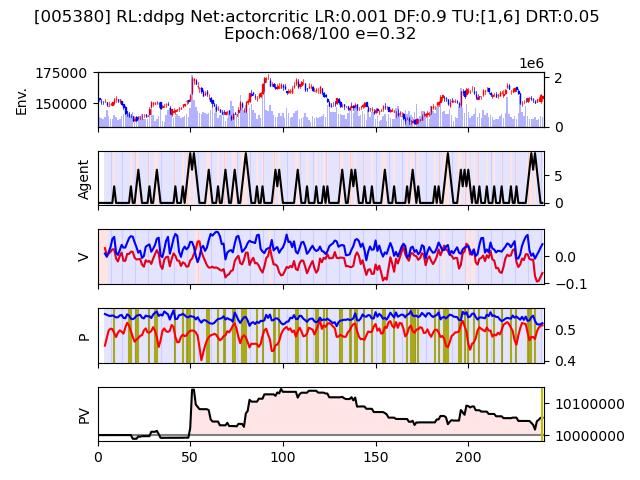 [005380] RL:ddpg Net:actorcritic LR:0.001 DF:0.9 TU:[1,6] DRT:0.05
Epoch:068/100 e=0.32
1e6
175000
150000
Env.
2
0
Agent
5
0
V
0.0
−0.1
P
0.5
0.4
PV
10100000
10000000
0 50 100 150 200